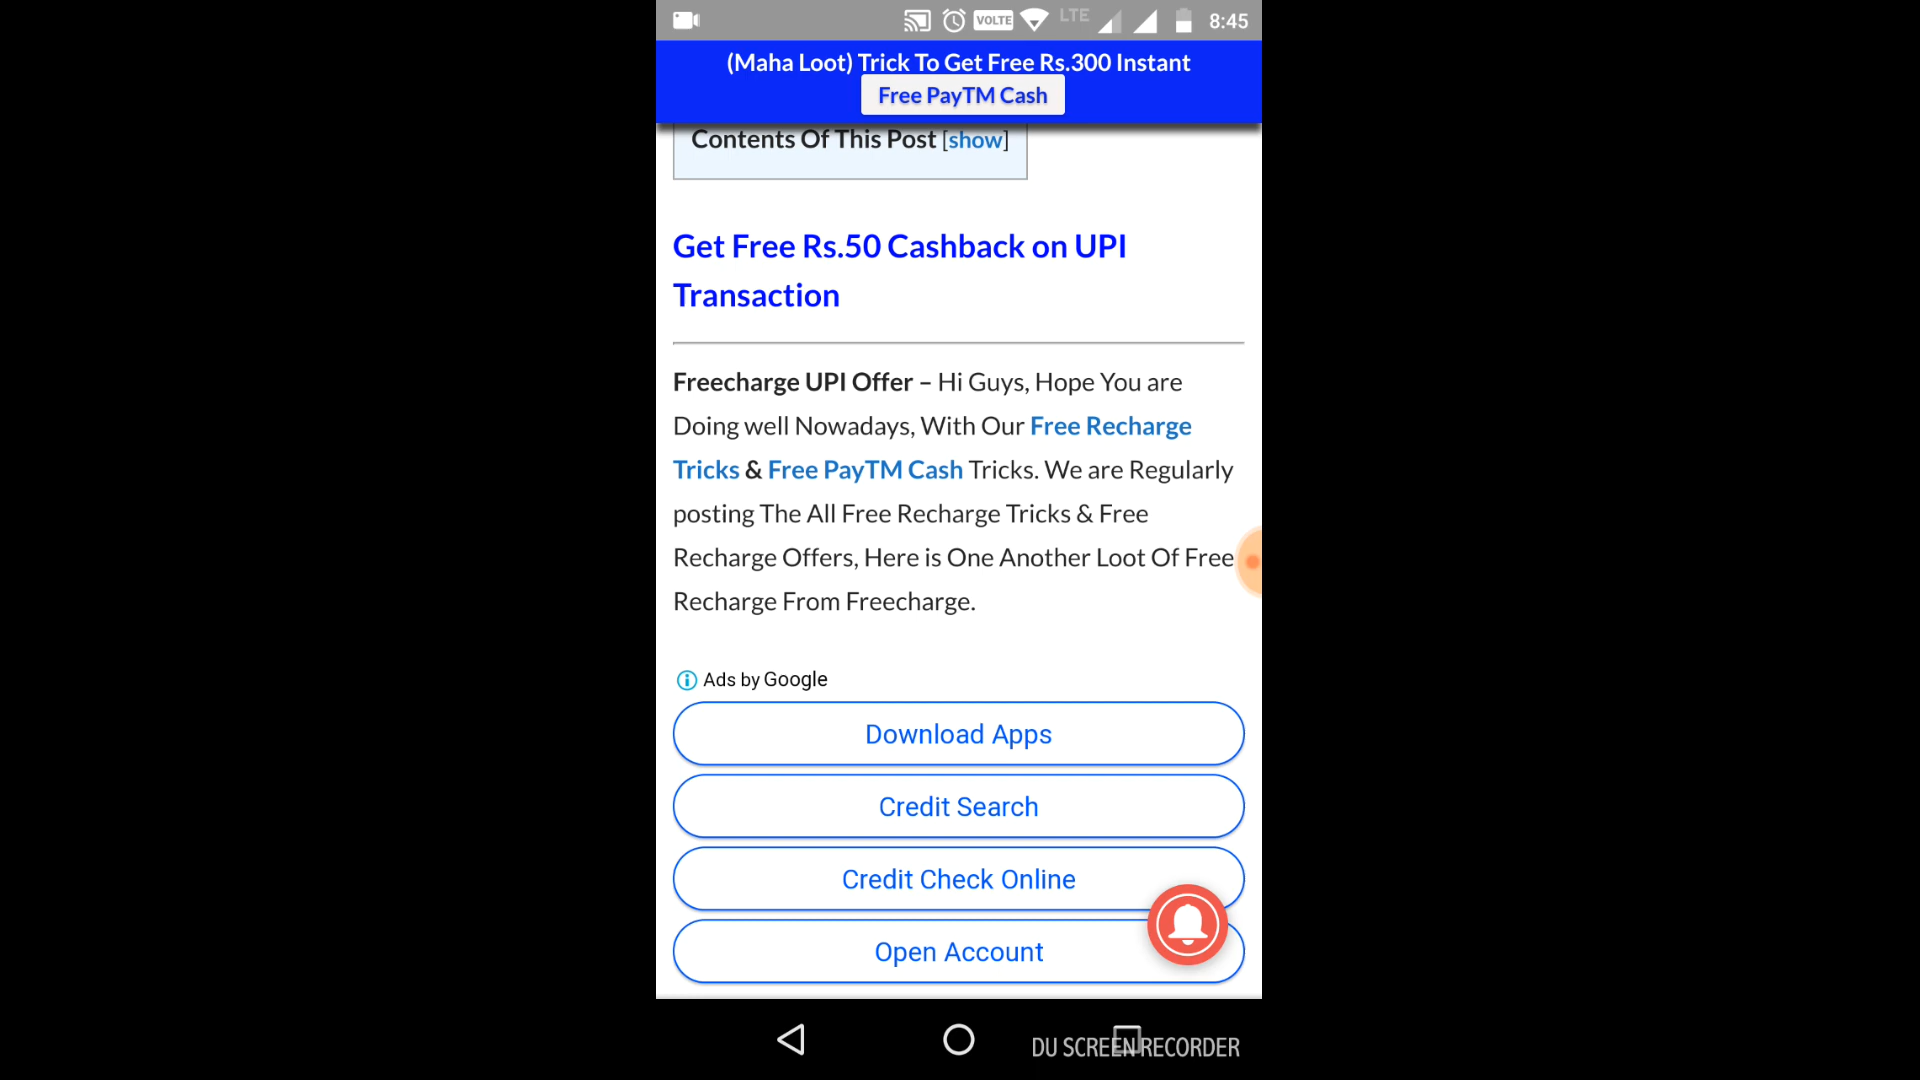 VOLTE LTE 8:45
(Maha Loot) Trick To Get Free Rs.300 Instant
Free PayTM Cash
Contents Of This Post [show]
Get Free Rs.50 Cashback on UPI
Transaction
Freecharge UPI Offer – Hi Guys, Hope You are
Doing well Nowadays, With Our Free Recharge
Tricks & Free PayTM Cash Tricks. We are Regularly
posting The All Free Recharge Tricks & Free
Recharge Offers, Here is One Another Loot Of Free
Recharge From Freecharge.
Ads by Google
Download Apps
Credit Search
Credit Check Online
Open Account
DU SCREEN RECORDER